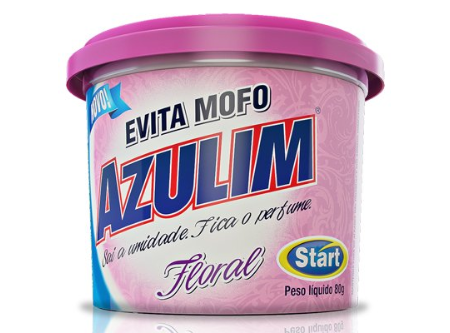 NOVO!
EVITA MOFO
AZULIM®
Sai a umidade. Fica o perfume.
Floral
Start
Peso líquido 80g